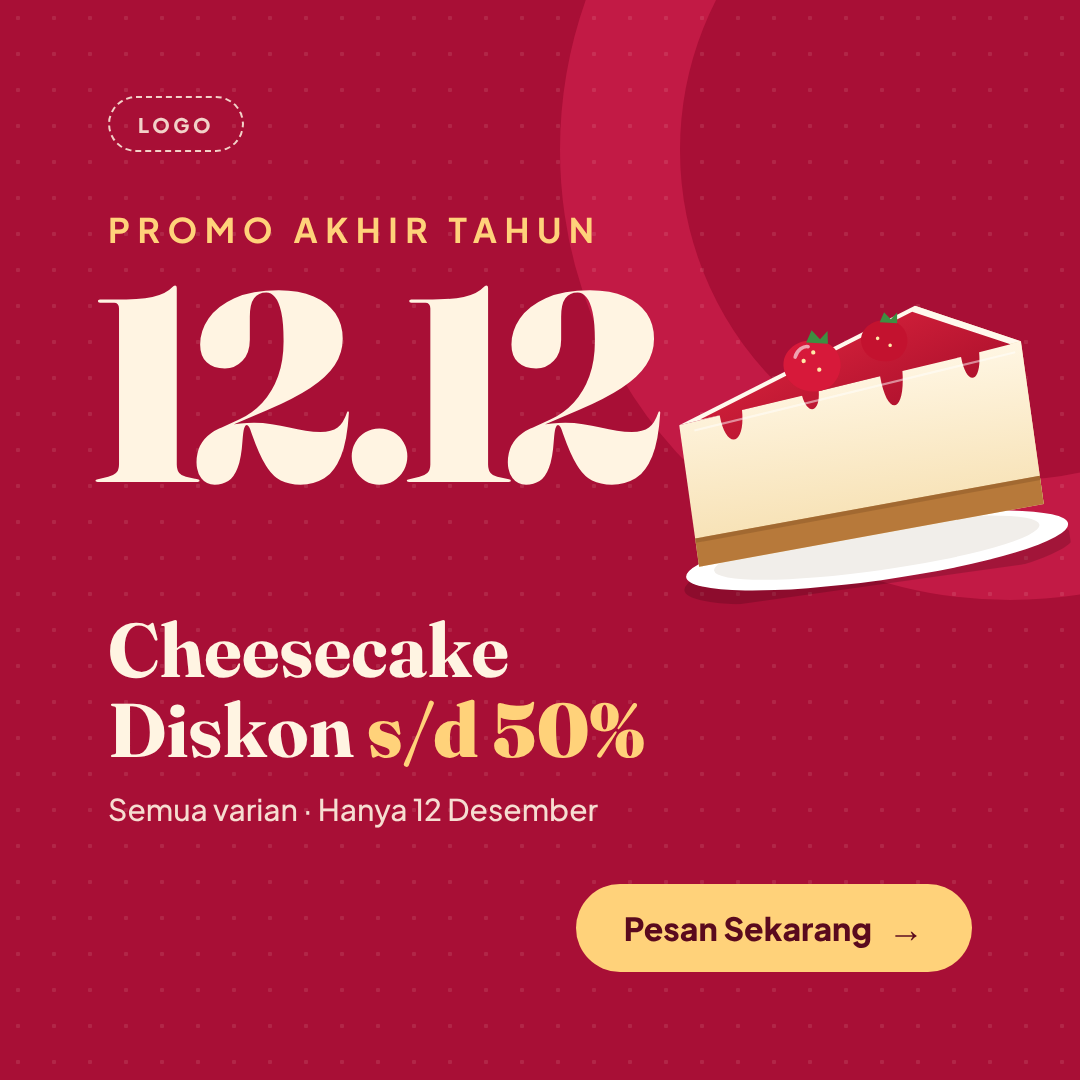 LOGO
PROMO AKHIR TAHUN
12.12
Cheesecake
Diskon s/d 50%
Semua varian · Hanya 12 Desember
Pesan Sekarang →